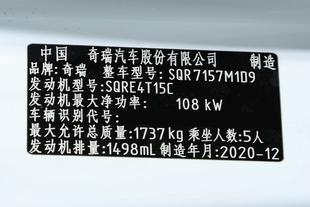 中国 奇瑞汽车股份有限公司 制造
品牌:奇瑞 整车型号:SQR7157M1D9
发动机型号:SQRE4T15C
发动机最大净功率: 108 kW
车辆识别代号:
最大允许总质量:1737kg 乘坐人数:5人
发动机排量:1498mL 制造年月:2020-12